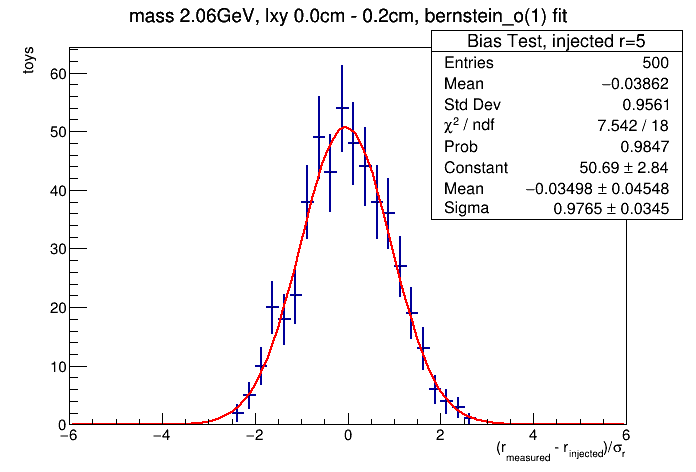 mass 2.06GeV, lxy 0.0cm - 0.2cm, bernstein_o(1) fit
toys
Bias Test, injected r=5
Entries 500
Mean −0.03862
Std Dev 0.9561
χ² / ndf 7.542 / 18
Prob 0.9847
Constant 50.69 ± 2.84
Mean −0.03498 ± 0.04548
Sigma 0.9765 ± 0.0345
60
50
40
30
20
10
0
−6 −4 −2 0 2 4 6
(r_measured - r_injected)/σ_r